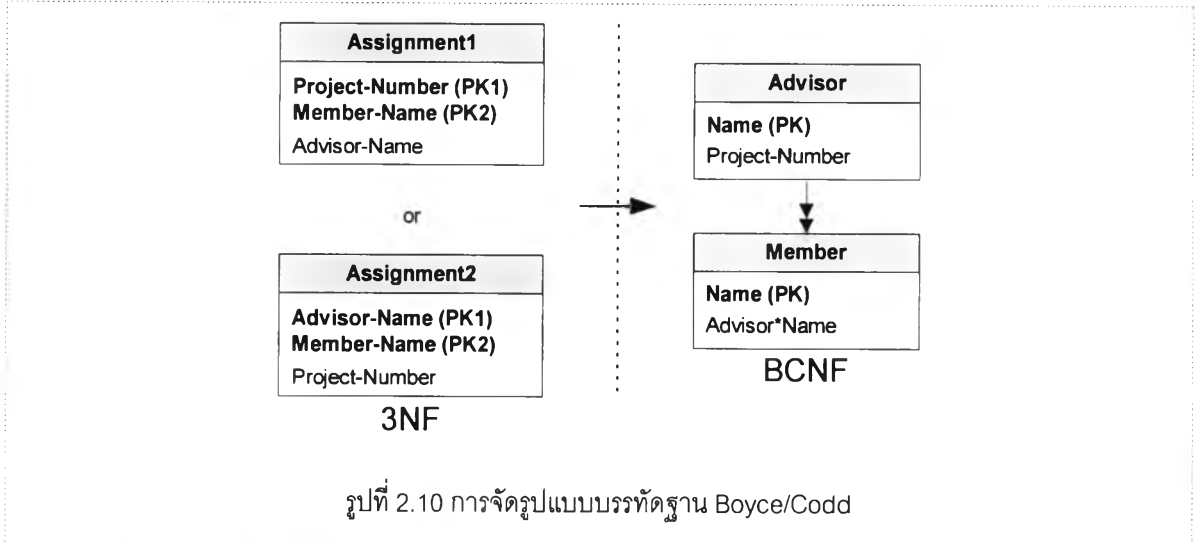 Assignment1
Project-Number (PK1)
Member-Name (PK2)
Advisor-Name
or
Assignment2
Advisor-Name (PK1)
Member-Name (PK2)
Project-Number
3NF
Advisor
Name (PK)
Project-Number
Member
Name (PK)
Advisor*Name
BCNF
รูปที่ 2.10 การจัดรูปแบบบรรทัดฐาน Boyce/Codd